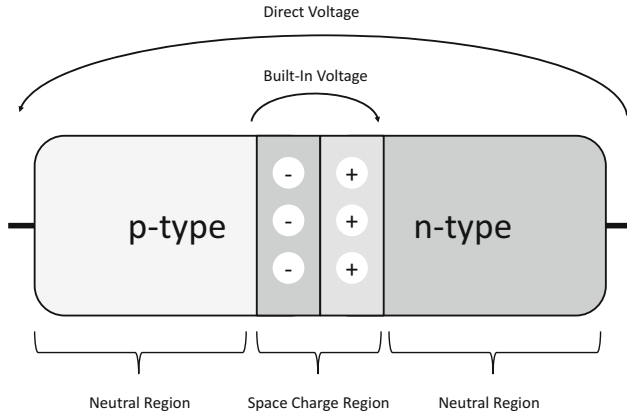 Direct Voltage
Built-In Voltage
- +
p-type - + n-type
- +
Neutral Region Space Charge Region Neutral Region